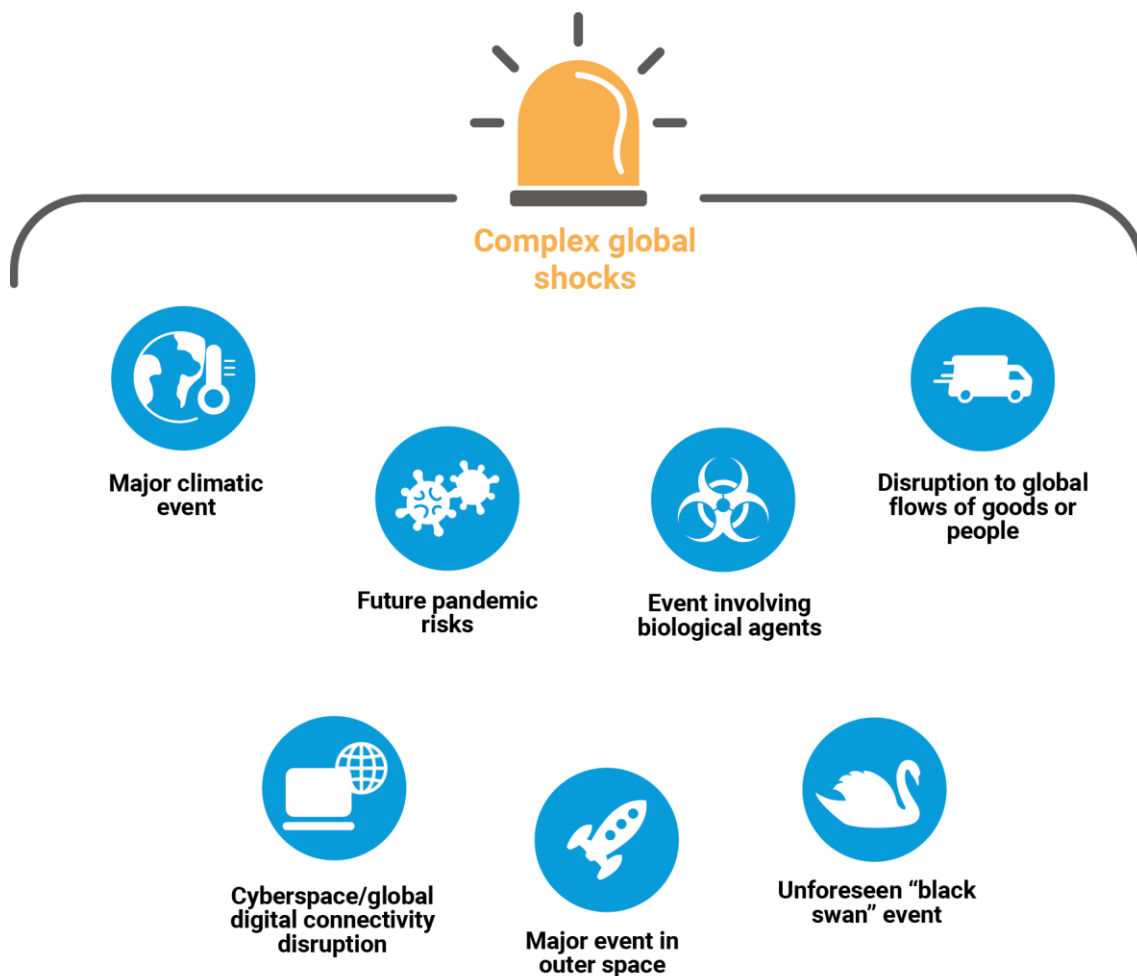 Complex global
shocks
Major climatic
event
Future pandemic
risks
Event involving
biological agents
Disruption to global
flows of goods or
people
Cyberspace/global
digital connectivity
disruption
Major event in
outer space
Unforeseen “black
swan” event